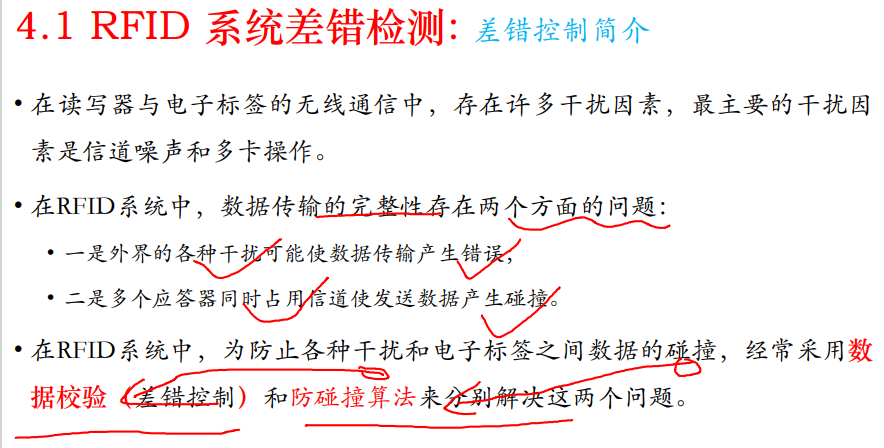 4.1 RFID 系统差错检测：差错控制简介
• 在读写器与电子标签的无线通信中，存在许多干扰因素，最主要的干扰因
素是信道噪声和多卡操作。
• 在RFID系统中，数据传输的完整性存在两个方面的问题：
• 一是外界的各种干扰可能使数据传输产生错误，
• 二是多个应答器同时占用信道使发送数据产生碰撞。
• 在RFID系统中，为防止各种干扰和电子标签之间数据的碰撞，经常采用数
据校验（差错控制）和防碰撞算法来分别解决这两个问题。